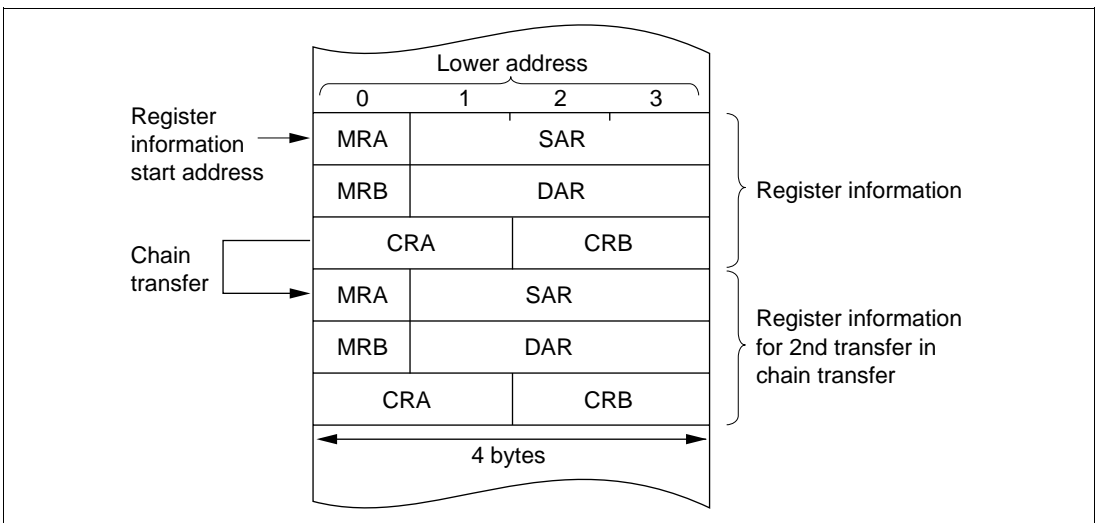 Lower address
0 1 2 3
Register
information
start address
MRA SAR
MRB DAR
Register information
CRA CRB
Chain
transfer
MRA SAR
MRB DAR
Register information
for 2nd transfer in
chain transfer
CRA CRB
4 bytes